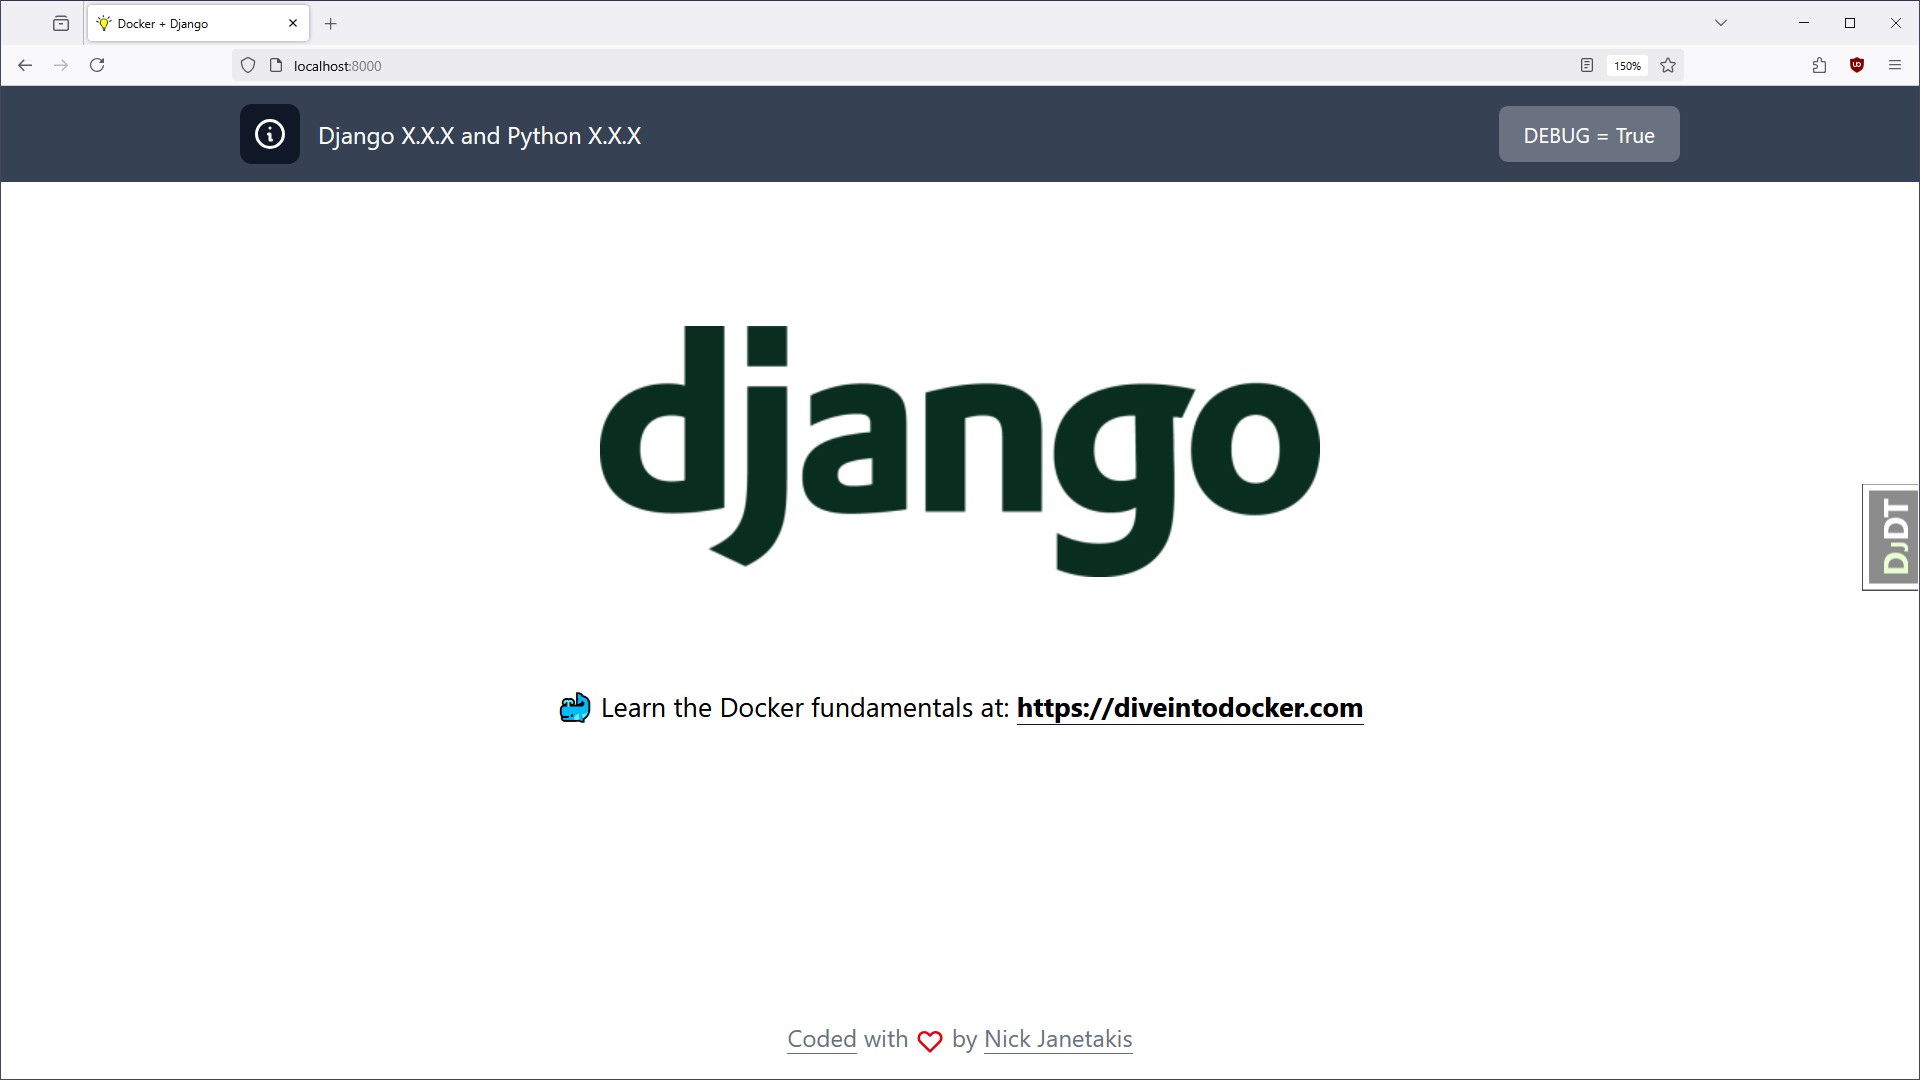 Docker + Django
localhost:8000
150%
Django X.X.X and Python X.X.X
DEBUG = True
django
DJDT
Learn the Docker fundamentals at: https://diveintodocker.com
Coded with by Nick Janetakis